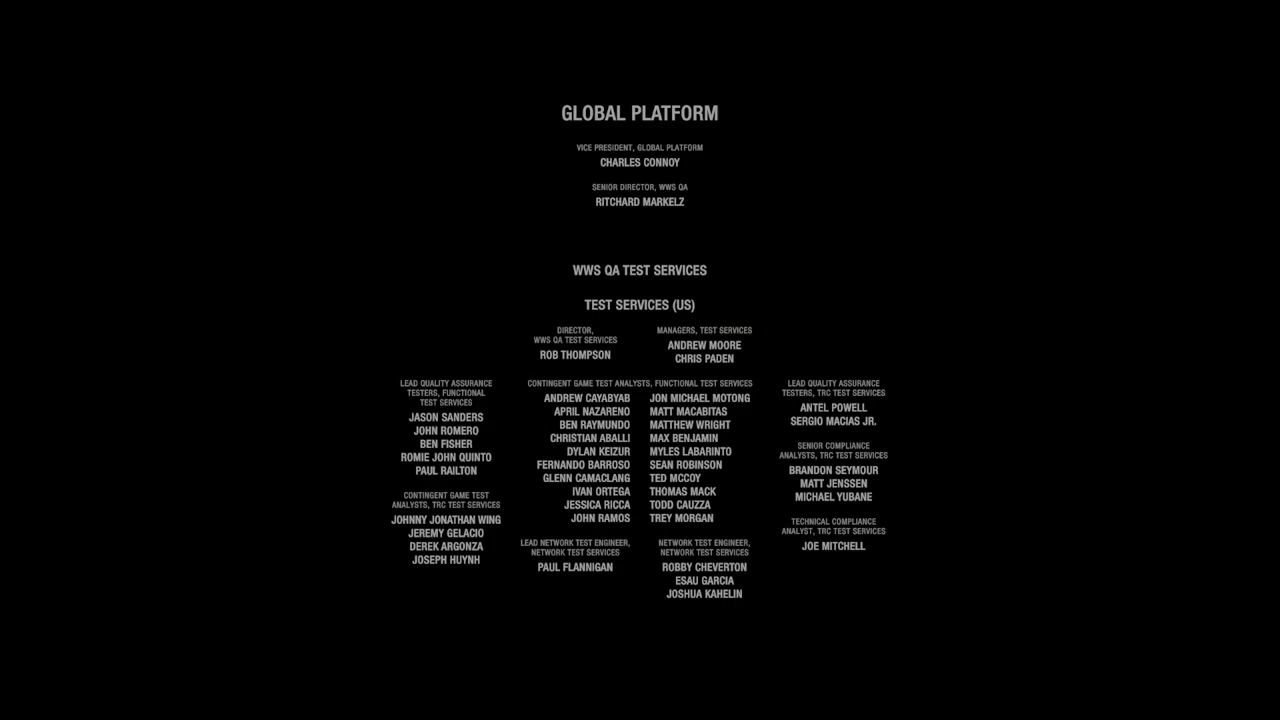 GLOBAL PLATFORM
VICE PRESIDENT, GLOBAL PLATFORM
CHARLES CONNOY
SENIOR DIRECTOR, WWS QA
RITCHARD MARKELZ
WWS QA TEST SERVICES
TEST SERVICES (US)
DIRECTOR,
WWS QA TEST SERVICES
ROB THOMPSON
MANAGERS, TEST SERVICES
ANDREW MOORE
CHRIS PADEN
LEAD QUALITY ASSURANCE
TESTERS, FUNCTIONAL
TEST SERVICES
JASON SANDERS
JOHN ROMERO
BEN FISHER
ROMIE JOHN QUINTO
PAUL RAILTON
CONTINGENT GAME TEST
ANALYSTS, TRC TEST SERVICES
JOHNNY JONATHAN WING
JEREMY GELACIO
DEREK ARGONZA
JOSEPH HUYNH
CONTINGENT GAME TEST ANALYSTS, FUNCTIONAL TEST SERVICES
ANDREW CAYABYAB
APRIL NAZARENO
BEN RAYMUNDO
CHRISTIAN ABALLI
DYLAN KEIZUR
FERNANDO BARROSO
GLENN CAMACLANG
IVAN ORTEGA
JESSICA RICCA
JOHN RAMOS
JON MICHAEL MOTONG
MATT MACABITAS
MATTHEW WRIGHT
MAX BENJAMIN
MYLES LABARINTO
SEAN ROBINSON
TED MCCOY
THOMAS MACK
TODD CAUZZA
TREY MORGAN
LEAD NETWORK TEST ENGINEER,
NETWORK TEST SERVICES
PAUL FLANNIGAN
NETWORK TEST ENGINEER,
NETWORK TEST SERVICES
ROBBY CHEVERTON
ESAU GARCIA
JOSHUA KAHELIN
LEAD QUALITY ASSURANCE
TESTERS, TRC TEST SERVICES
ANTEL POWELL
SERGIO MACIAS JR.
SENIOR COMPLIANCE
ANALYSTS, TRC TEST SERVICES
BRANDON SEYMOUR
MATT JENSSEN
MICHAEL YUBANE
TECHNICAL COMPLIANCE
ANALYST, TRC TEST SERVICES
JOE MITCHELL